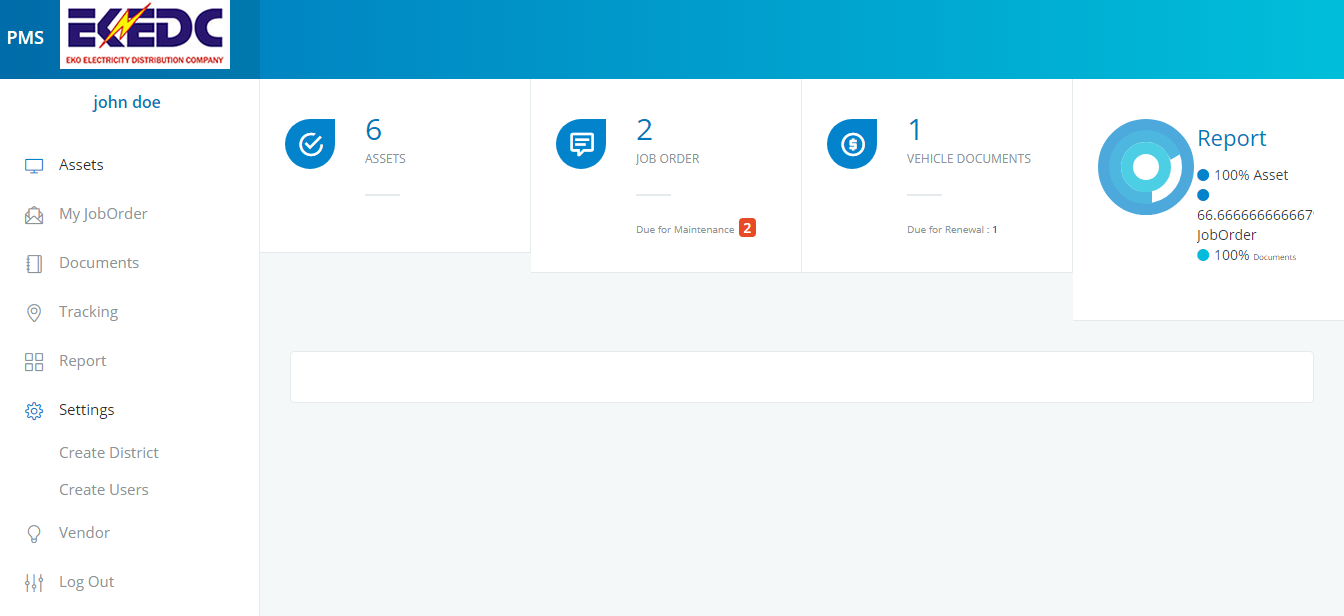 PMS
EKEDC
EKO ELECTRICITY DISTRIBUTION COMPANY
john doe
Assets
My JobOrder
Documents
Tracking
Report
Settings
Create District
Create Users
Vendor
Log Out
6
ASSETS
2
JOB ORDER
Due for Maintenance 2
1
VEHICLE DOCUMENTS
Due for Renewal : 1
Report
100% Asset
66.666666666667
JobOrder
100% Documents